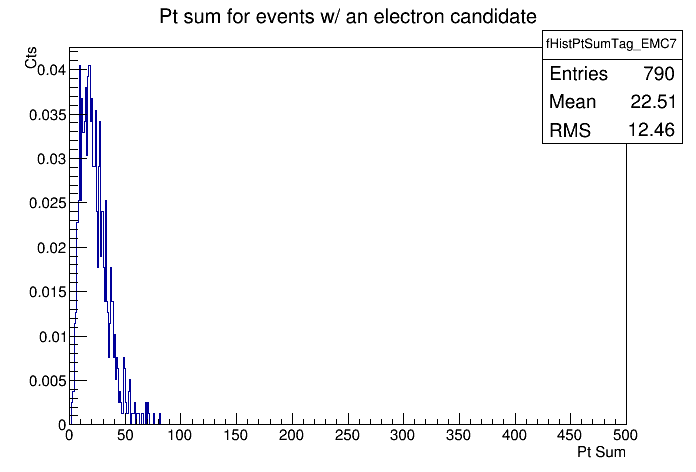 Pt sum for events w/ an electron candidate
fHistPtSumTag_EMC7
Entries 790
Mean 22.51
RMS 12.46
Cts
0.04
0.035
0.03
0.025
0.02
0.015
0.01
0.005
0
0 50 100 150 200 250 300 350 400 450 500
Pt Sum